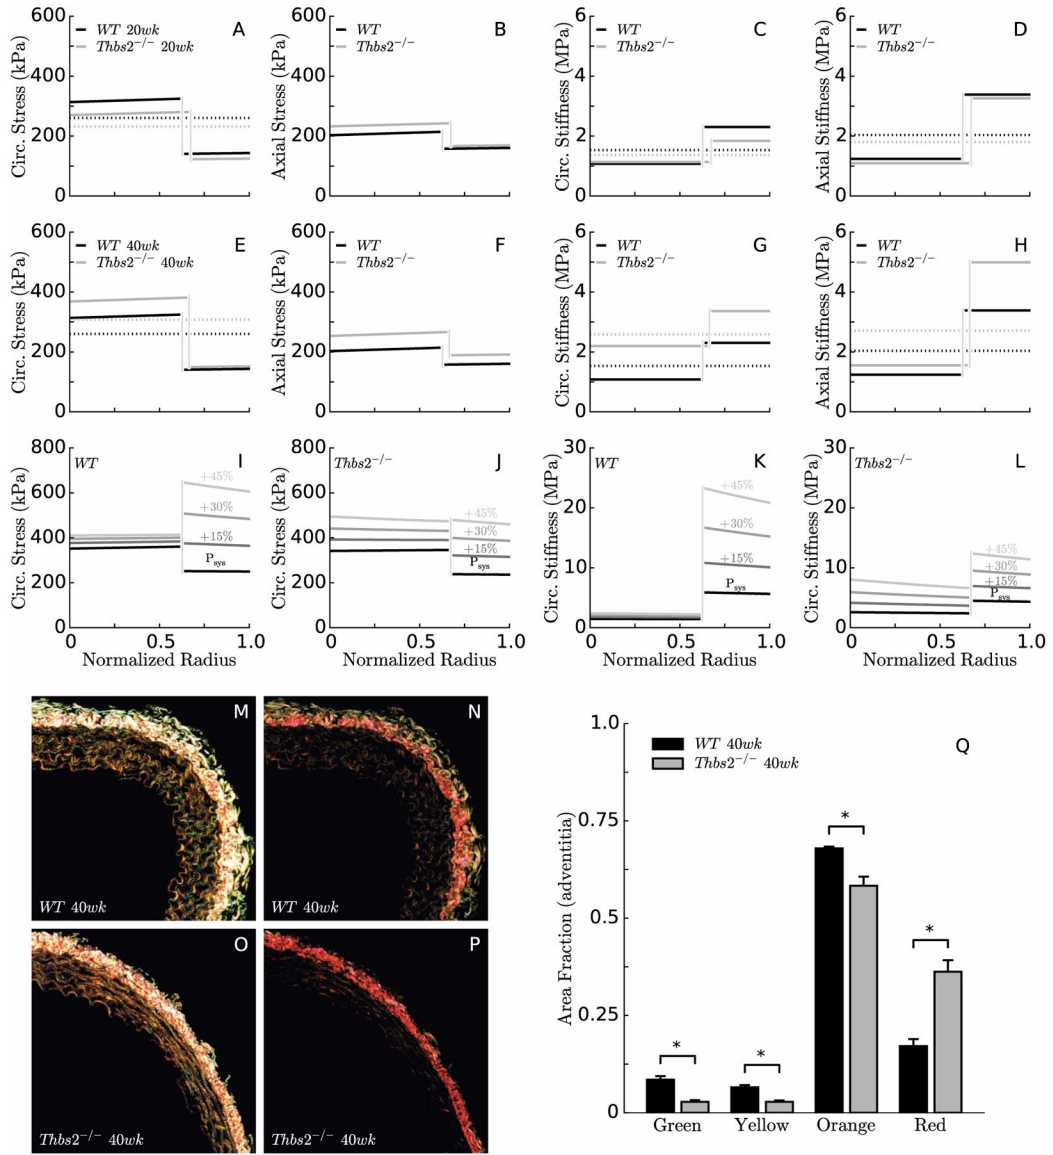 600
400
200
0
Circ. Stress (kPa)
WT 20wk
Thbs2−/− 20wk
A
600
400
200
0
Axial Stress (kPa)
WT
Thbs2−/−
B
6
4
2
0
Circ. Stiffness (MPa)
WT
Thbs2−/−
C
6
4
2
0
Axial Stiffness (MPa)
WT
Thbs2−/−
D
600
400
200
0
Circ. Stress (kPa)
WT 40wk
Thbs2−/− 40wk
E
600
400
200
0
Axial Stress (kPa)
WT
Thbs2−/−
F
6
4
2
0
Circ. Stiffness (MPa)
WT
Thbs2−/−
G
6
4
2
0
Axial Stiffness (MPa)
WT
Thbs2−/−
H
800
600
400
200
0
Circ. Stress (kPa)
WT
I
+45%
+30%
+15%
Psys
0 0.5 1.0
Normalized Radius
800
600
400
200
0
Circ. Stress (kPa)
Thbs2−/−
J
+45%
+30%
+15%
Psys
0 0.5 1.0
Normalized Radius
30
20
10
0
Circ. Stiffness (MPa)
WT
K
+45%
+30%
+15%
Psys
0 0.5 1.0
Normalized Radius
30
20
10
0
Circ. Stiffness (MPa)
Thbs2−/−
L
+45%
+30%
+15%
Psys
0 0.5 1.0
Normalized Radius
M
WT 40wk
N
WT 40wk
O
Thbs2−/− 40wk
P
Thbs2−/− 40wk
1.0
0.75
0.5
0.25
0
Area Fraction (adventitia)
WT 40wk
Thbs2−/− 40wk
Q
*
*
*
*
Green Yellow Orange Red